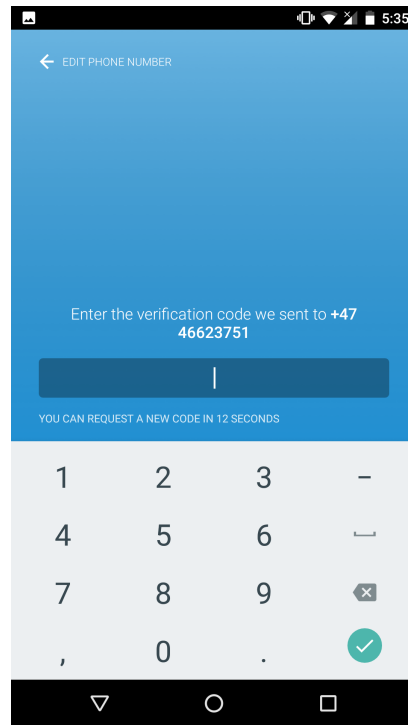 5:35
EDIT PHONE NUMBER
Enter the verification code we sent to +47
46623751
YOU CAN REQUEST A NEW CODE IN 12 SECONDS
1 2 3 –
4 5 6
7 8 9
, 0 .